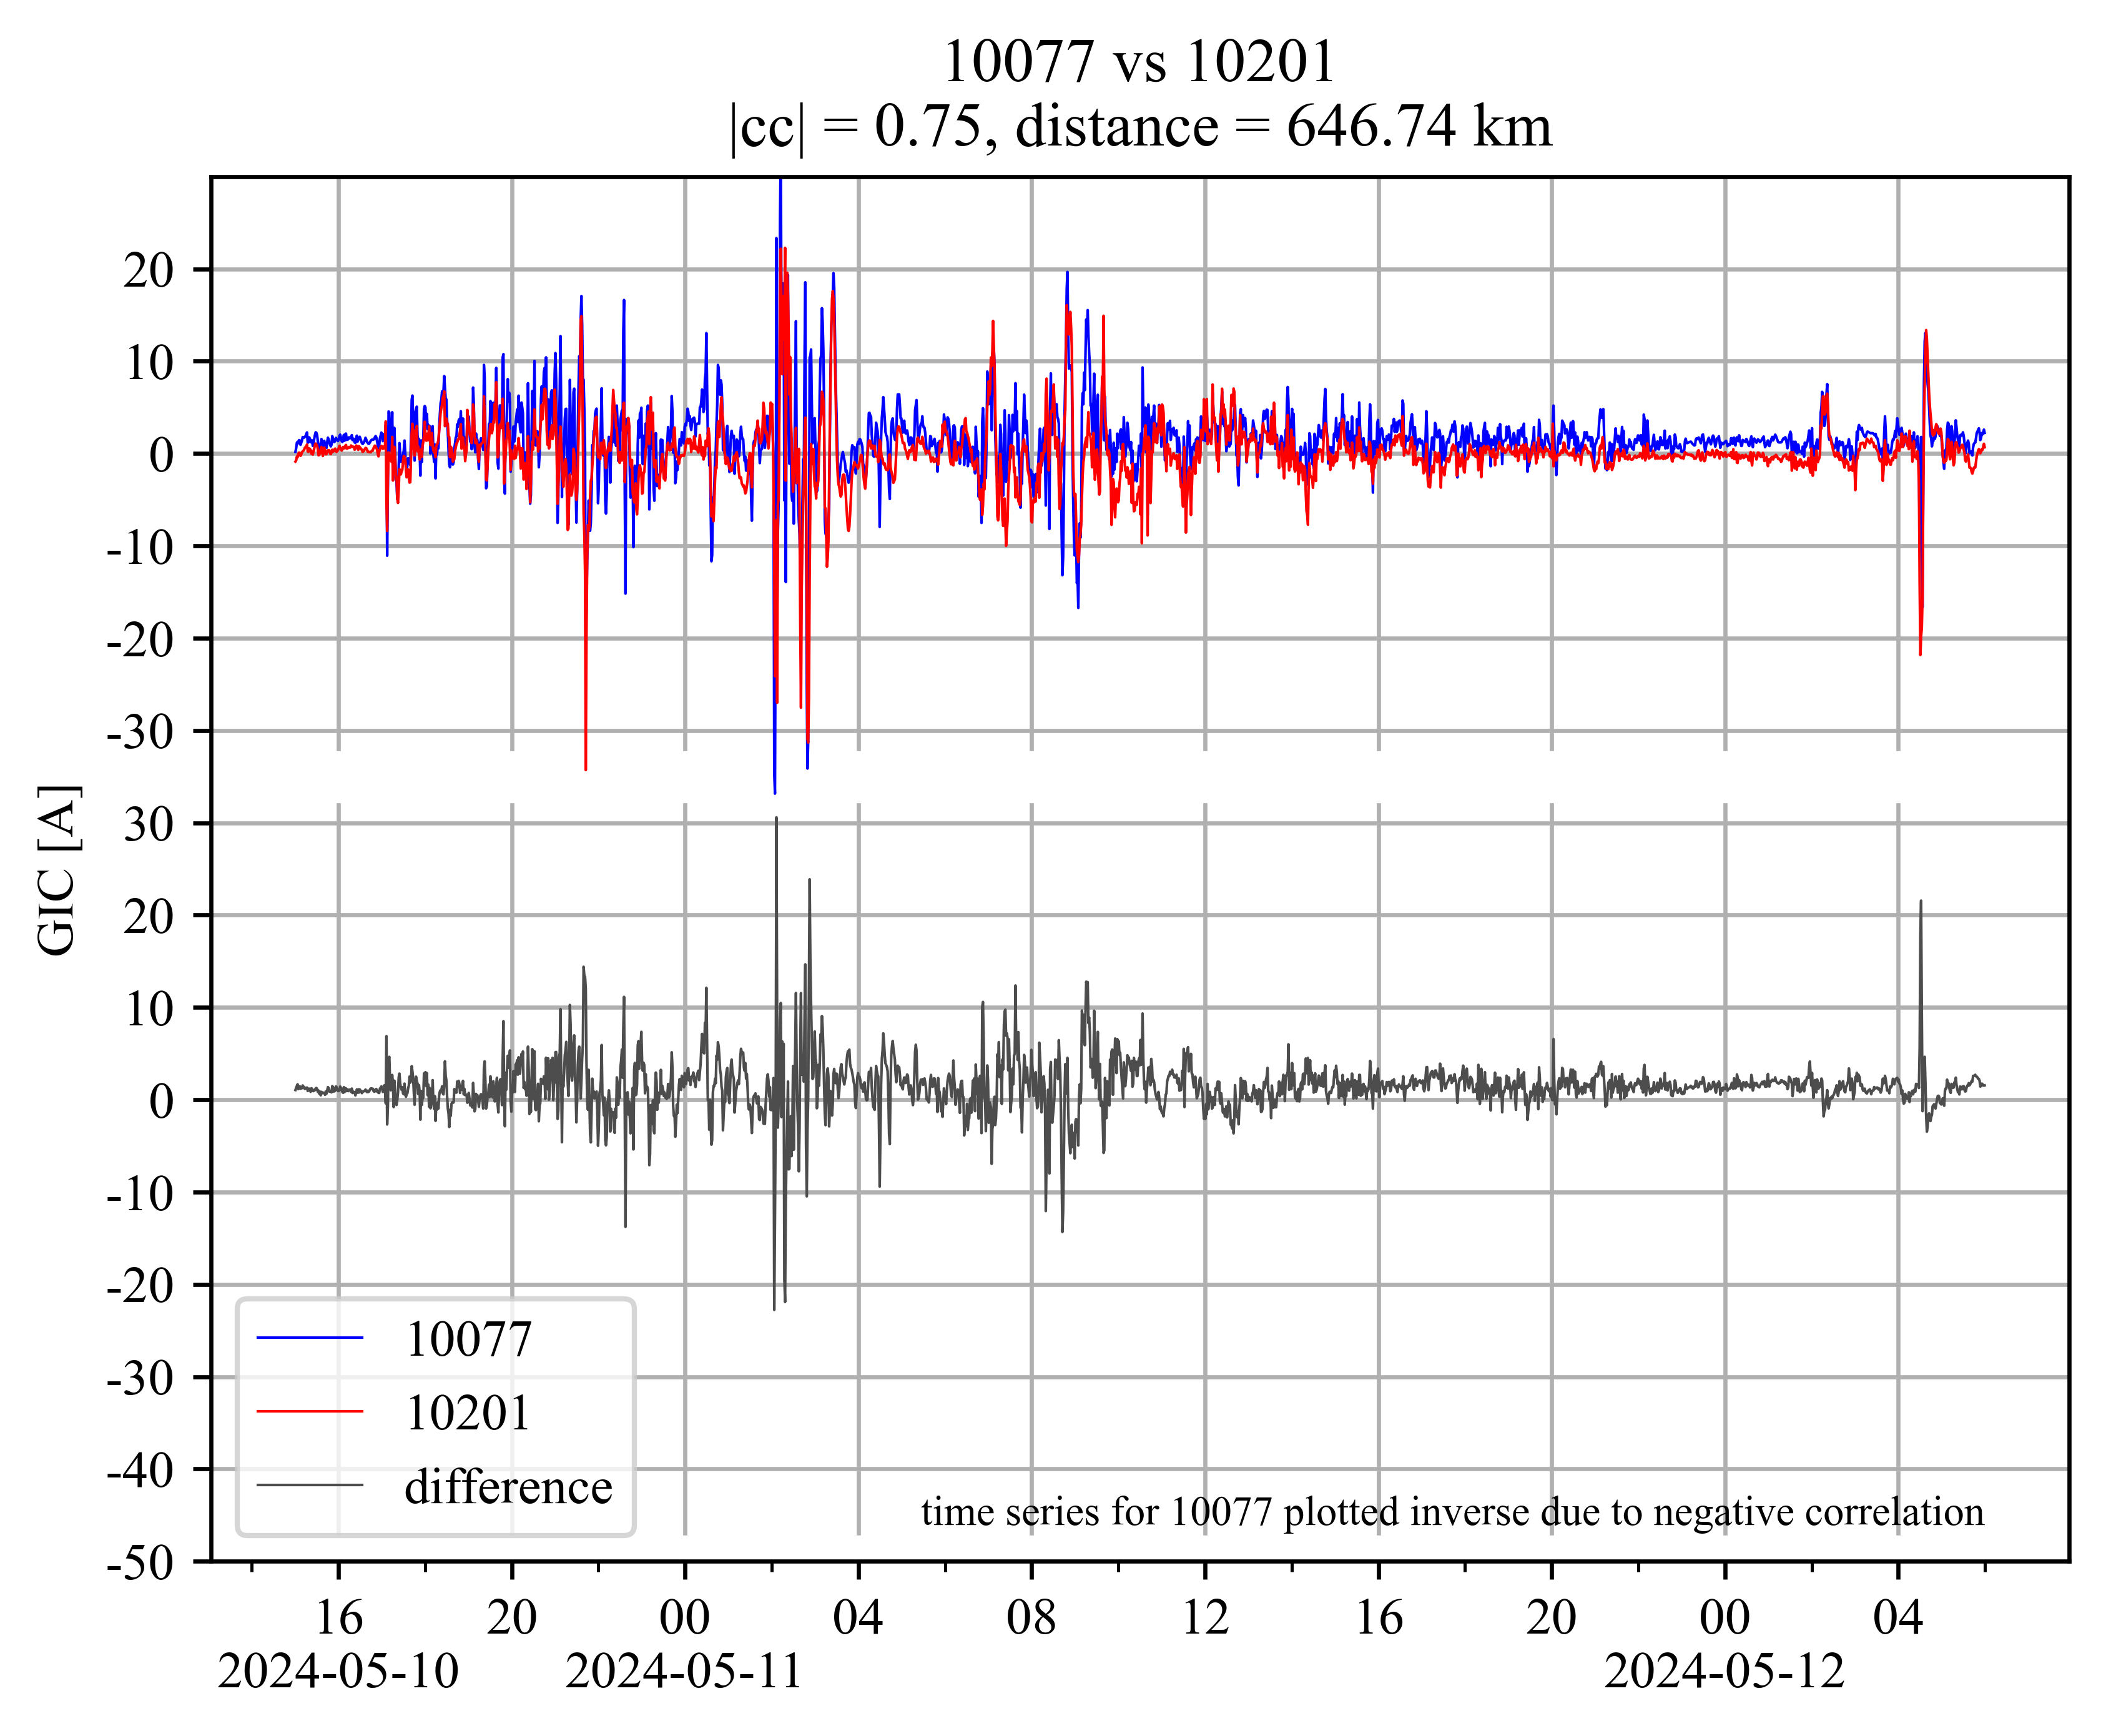 10077 vs 10201
|cc| = 0.75, distance = 646.74 km
20
10
0
-10
-20
-30
30
20
10
0
-10
-20
-30
-40
-50
GIC [A]
10077
10201
difference
time series for 10077 plotted inverse due to negative correlation
16 20 00 04 08 12 16 20 00 04
2024-05-10 2024-05-11 2024-05-12